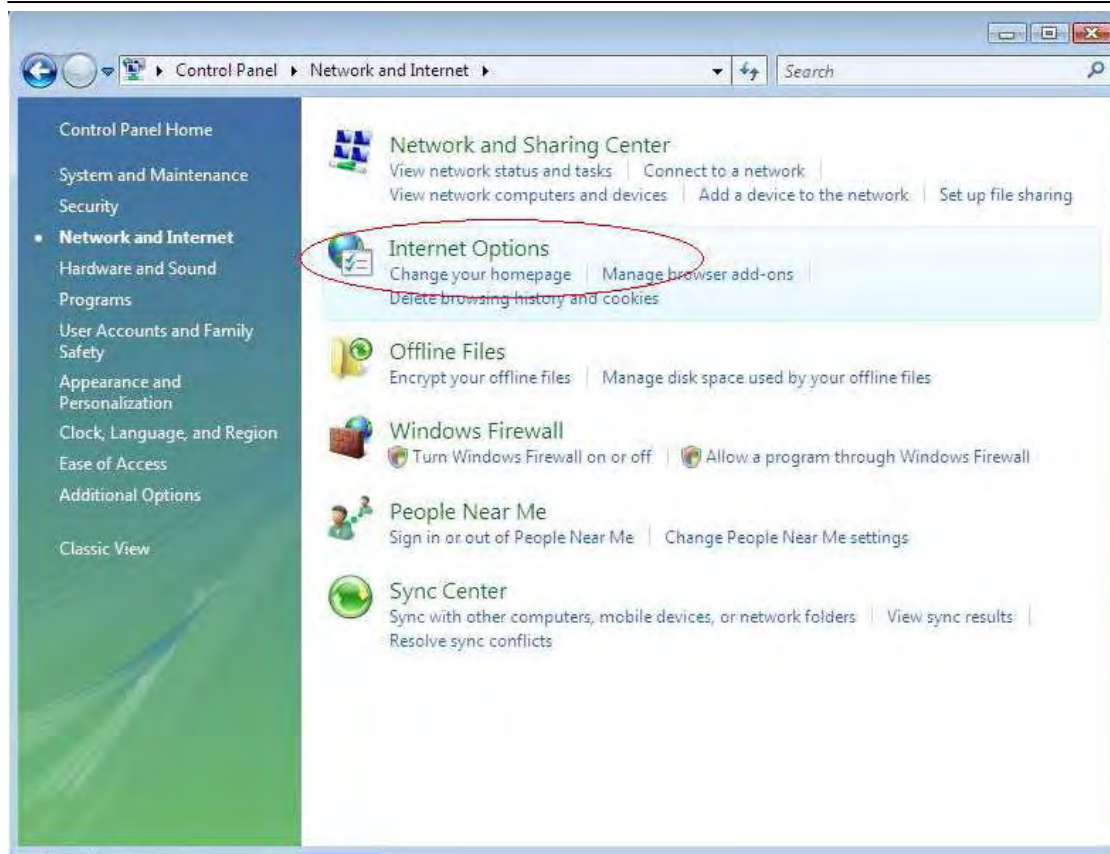 Control Panel Network and Internet Search
Control Panel Home
System and Maintenance
Security
Network and Internet
Hardware and Sound
Programs
User Accounts and Family
Safety
Appearance and
Personalization
Clock, Language, and Region
Ease of Access
Additional Options
Classic View
Network and Sharing Center
View network status and tasks Connect to a network
View network computers and devices Add a device to the network Set up file sharing
Internet Options
Change your homepage Manage browser add-ons
Delete browsing history and cookies
Offline Files
Encrypt your offline files Manage disk space used by your offline files
Windows Firewall
Turn Windows Firewall on or off Allow a program through Windows Firewall
People Near Me
Sign in or out of People Near Me Change People Near Me settings
Sync Center
Sync with other computers, mobile devices, or network folders View sync results
Resolve sync conflicts